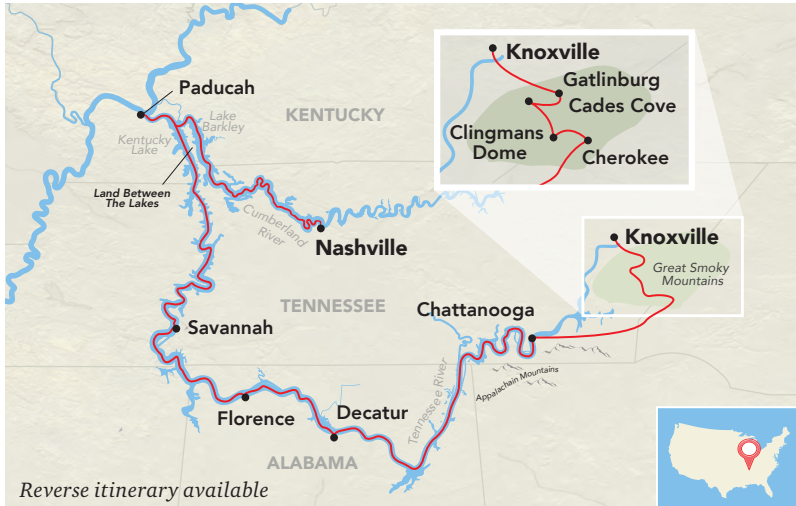 Paducah
KENTUCKY
Lake
Barkley
Kentucky
Lake
Land Between
The Lakes
Cumberland
River
Nashville
TENNESSEE
Savannah
Florence
Decatur
ALABAMA
Tennessee River
Chattanooga
Appalachain Mountains
Knoxville
Great Smoky
Mountains
Knoxville
Gatlinburg
Cades Cove
Clingmans
Dome
Cherokee
Reverse itinerary available